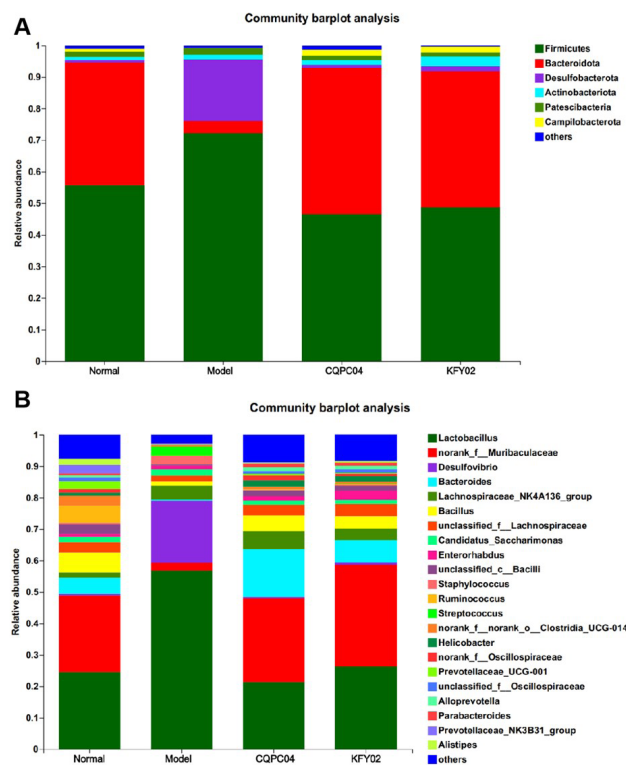 A
Community barplot analysis
Relative abundance
1
0.9
0.8
0.7
0.6
0.5
0.4
0.3
0.2
0.1
0
Normal
Model
CQPC04
KFY02
Firmicutes
Bacteroidota
Desulfobacterota
Actinobacteriota
Patescibacteria
Campilobacterota
others
B
Community barplot analysis
Relative abundance
1
0.9
0.8
0.7
0.6
0.5
0.4
0.3
0.2
0.1
0
Normal
Model
CQPC04
KFY02
Lactobacillus
norank_f__Muribaculaceae
Desulfovibrio
Bacteroides
Lachnospiraceae_NK4A136_group
Bacillus
unclassified_f__Lachnospiraceae
Candidatus_Saccharimonas
Enterorhabdus
unclassified_c__Bacilli
Staphylococcus
Ruminococcus
Streptococcus
norank_f__norank_o__Clostridia_UCG-014
Helicobacter
norank_f__Oscillospiraceae
Prevotellaceae_UCG-001
unclassified_f__Oscillospiraceae
Alloprevotella
Parabacteroides
Prevotellaceae_NK3B31_group
Alistipes
others